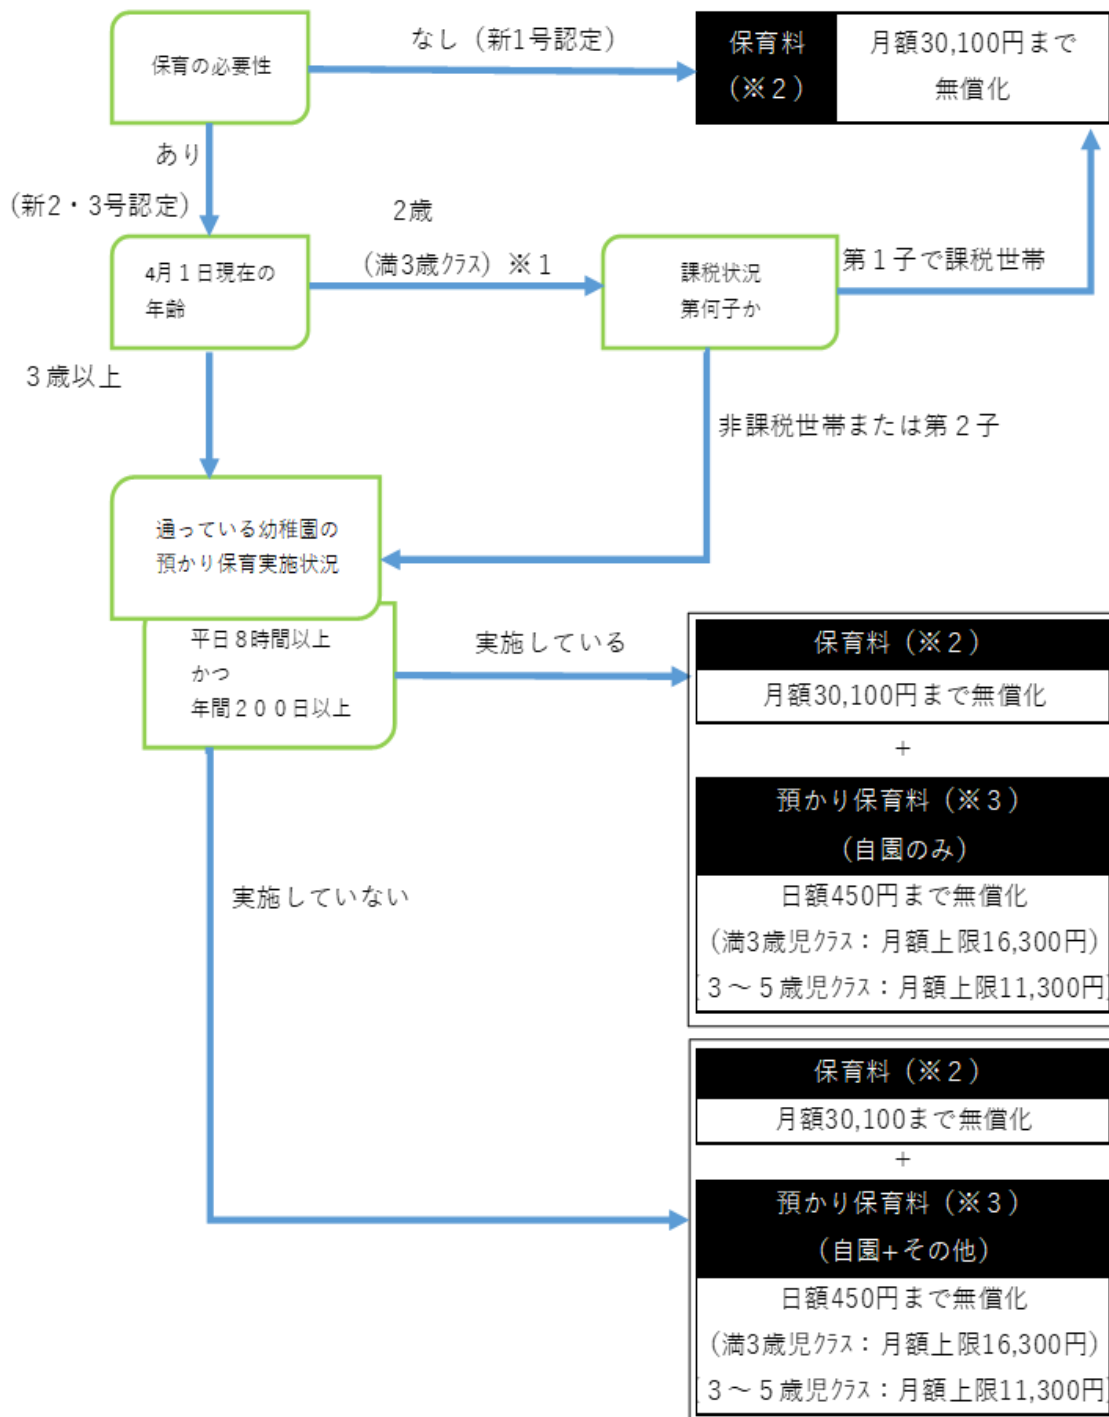 なし（新1号認定）
保育の必要性
保育料
（※２）
月額30,100円まで
無償化
あり
(新2・3号認定)
2歳
(満3歳ｸﾗｽ) ※１
4月１日現在の
年齢
課税状況
第何子か
第１子で課税世帯
３歳以上
非課税世帯または第２子
通っている幼稚園の
預かり保育実施状況
平日８時間以上
かつ
年間２００日以上
実施している
保育料（※２）
月額30,100円まで無償化
+
預かり保育料（※３）
（自園のみ）
日額450円まで無償化
(満3歳児ｸﾗｽ：月額上限16,300円)
(３～５歳児ｸﾗｽ：月額上限11,300円)
実施していない
保育料（※２）
月額30,100まで無償化
+
預かり保育料（※３）
（自園+その他）
日額450円まで無償化
(満3歳児ｸﾗｽ：月額上限16,300円)
(３～５歳児ｸﾗｽ：月額上限11,300円)